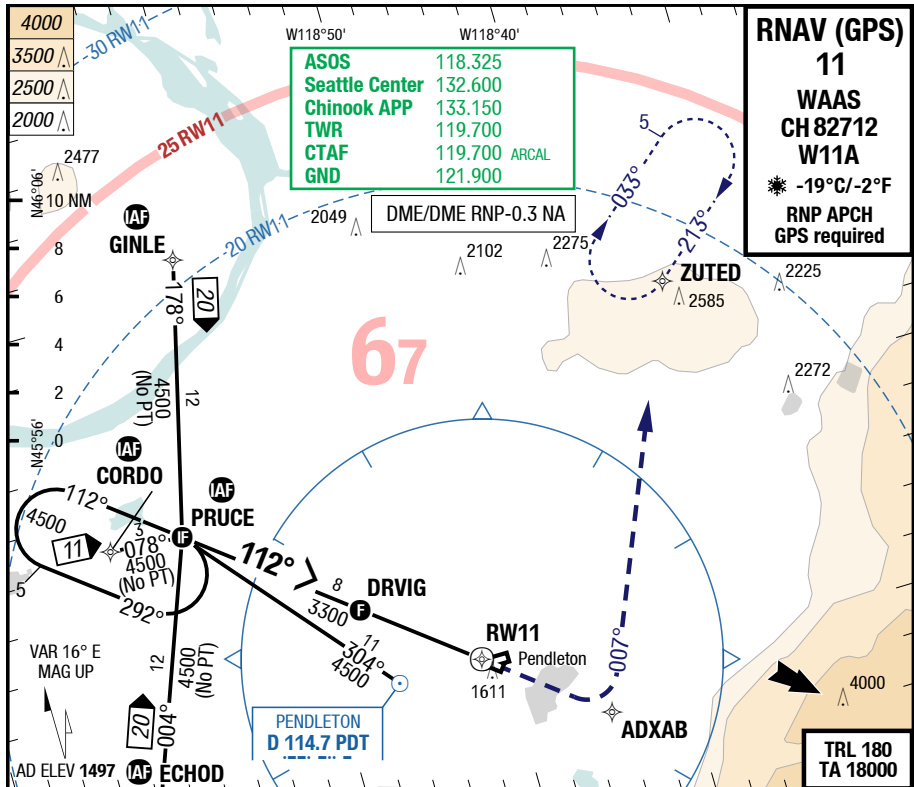 4000
3500
2500
2000
30 RW11
25 RW11
20 RW11
W118°50'
W118°40'
ASOS 118.325
Seattle Center 132.600
Chinook APP 133.150
TWR 119.700
CTAF 119.700 ARCAL
GND 121.900
DME/DME RNP-0.3 NA
RNAV (GPS)
11
WAAS
CH 82712
W11A
-19°C/-2°F
RNP APCH
GPS required
2477
N46°06'
10 NM
8
6
4
2
0
N45°56'
IAF
GINLE
178°
20
12
4500
(No PT)
2049
2102
2275
5
033°
213°
ZUTED
2585
2225
2272
67
IAF
CORDO
IAF
PRUCE
IF
112°
4500
11
3
078°
4500
(No PT)
5
292°
112°
8
3300
DRVIG
F
11
304°
4500
RW11
Pendleton
1611
007°
ADXAB
4000
VAR 16° E
MAG UP
12
4500
(No PT)
20
004°
PENDLETON
D 114.7 PDT
AD ELEV 1497
IAF ECHOD
TRL 180
TA 18000